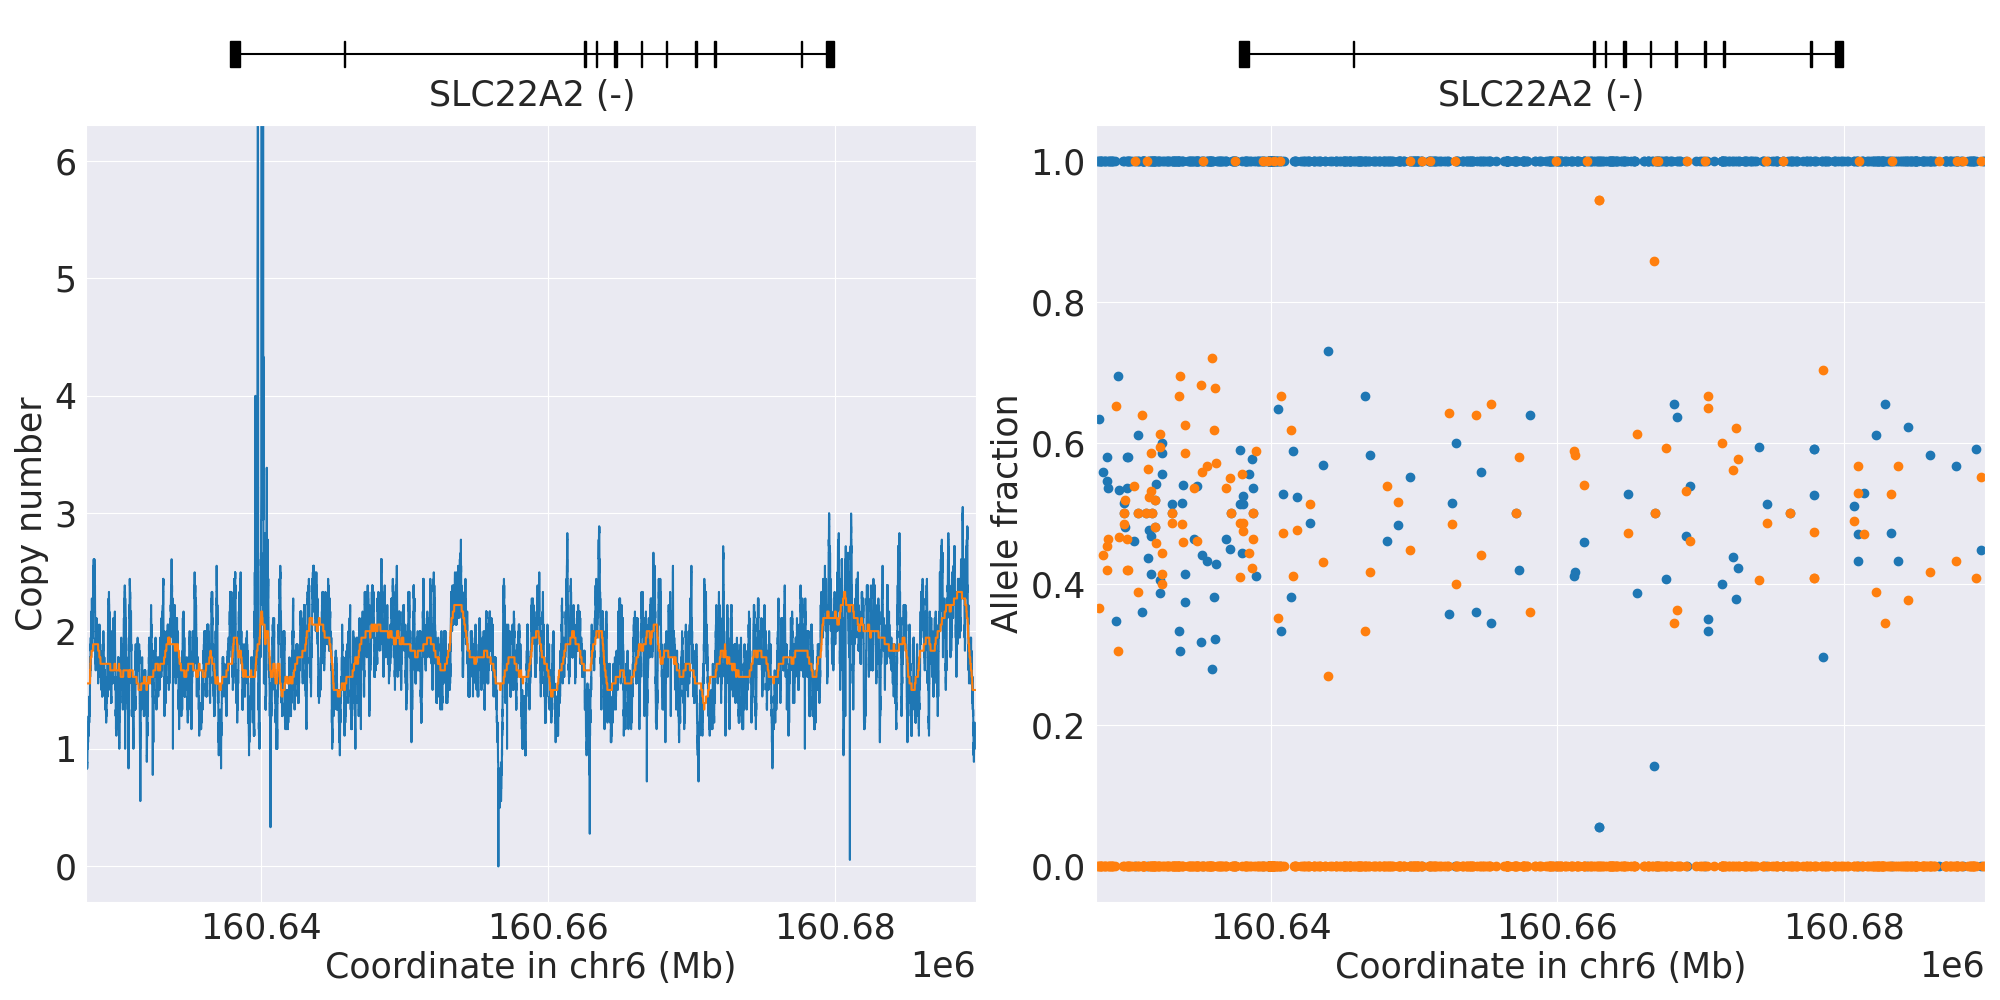 SLC22A2 (-)
Copy number
6
5
4
3
2
1
0
160.64
160.66
160.68
Coordinate in chr6 (Mb)
1e6
SLC22A2 (-)
Allele fraction
1.0
0.8
0.6
0.4
0.2
0.0
160.64
160.66
160.68
Coordinate in chr6 (Mb)
1e6